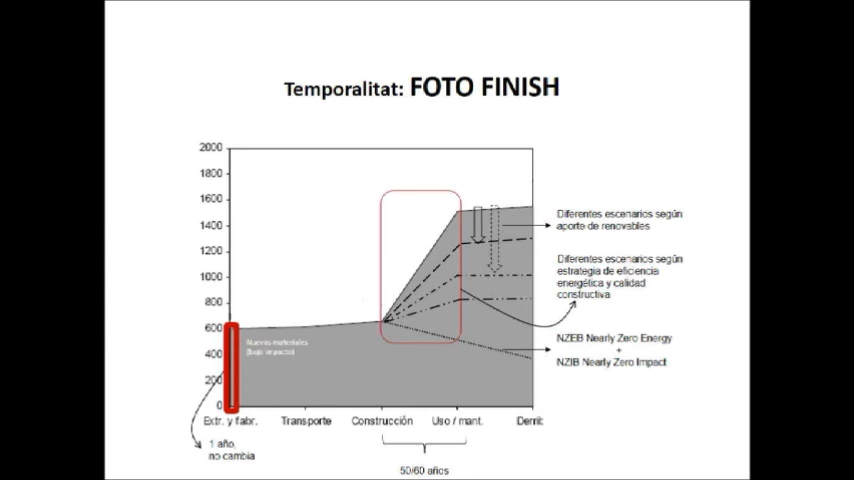 Temporalitat: FOTO FINISH
2000
1800
1600
1400
1200
1000
800
600
400
200
0
Nuevos materiales
(bajo impacto)
Extr. y fabr.
Transporte
Construcción
Uso / mant.
Derrib
1 año,
no cambia
50/60 años
Diferentes escenarios según
aporte de renovables
Diferentes escenarios según
estrategia de eficiencia
energética y calidad
constructiva
NZEB Nearly Zero Energy
+
NZIB Nearly Zero Impact